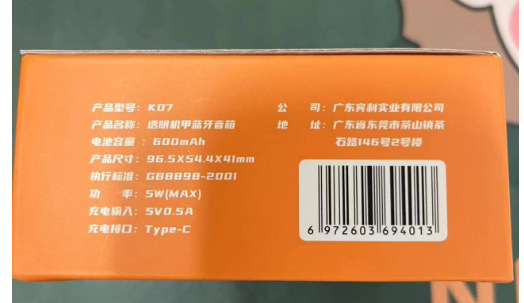 产品型号：K07
产品名称：透明机甲蓝牙音箱
电池容量：600mAh
产品尺寸：96.5X54.4X41mm
执行标准：GB8898-2001
功 率：5W(MAX)
充电输入：5V0.5A
充电接口：Type-C
公 司：广东宾利实业有限公司
地 址：广东省东莞市茶山镇茶
石路146号2号楼
6 972603 694013